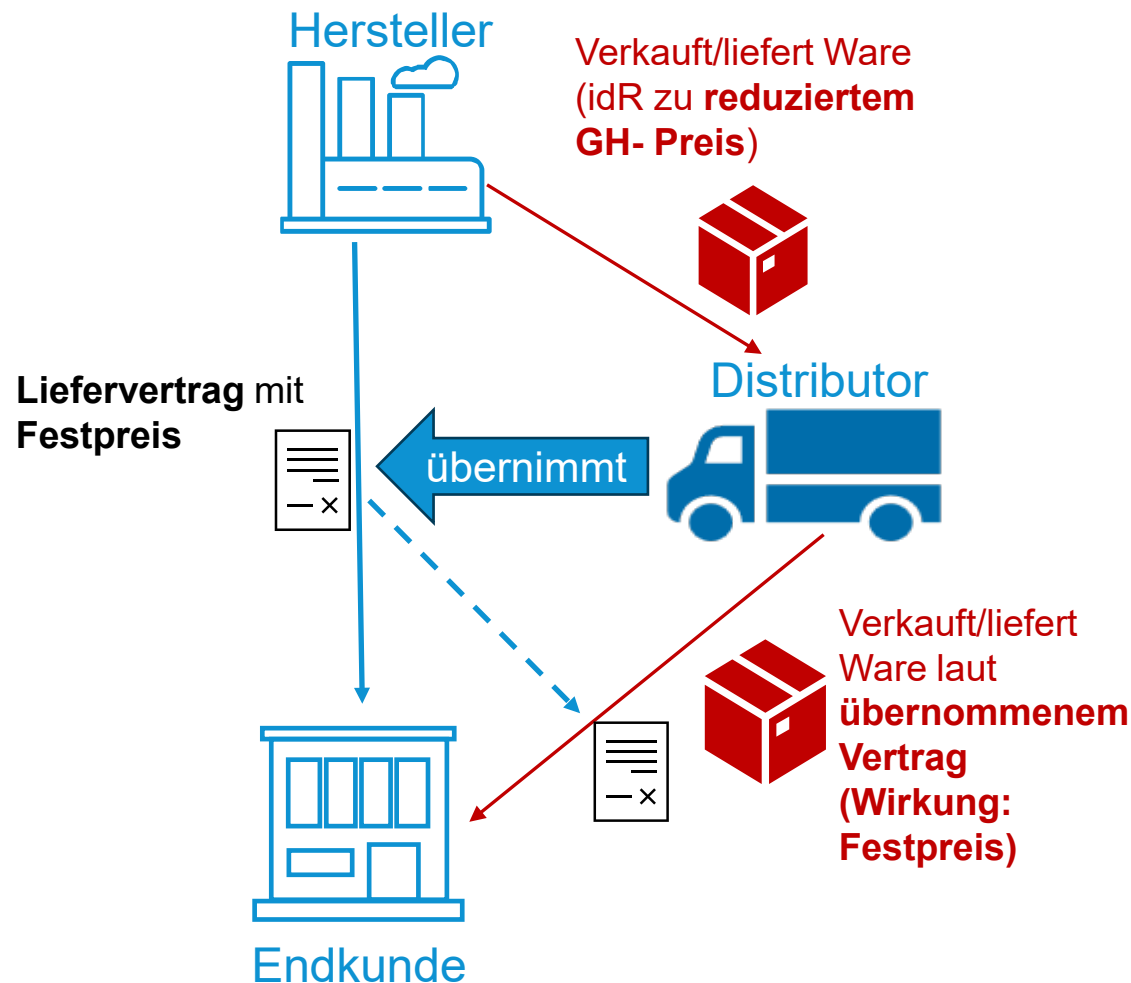 Hersteller
Verkauft/liefert Ware
(idR zu reduziertem
GH- Preis)
Liefervertrag mit
Festpreis
Distributor
übernimmt
Verkauft/liefert
Ware laut
übernommenem
Vertrag
(Wirkung:
Festpreis)
Endkunde